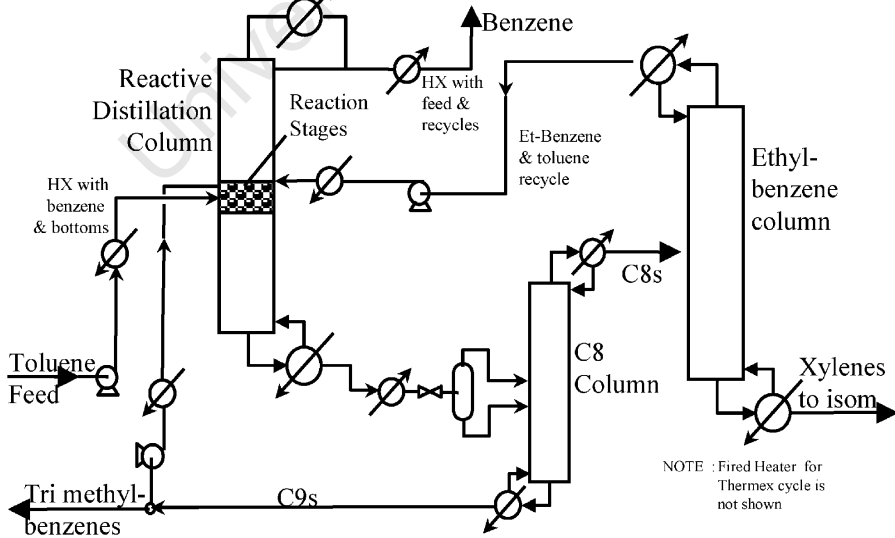 Benzene
Reactive
Distillation
Column
Reaction
Stages
HX with
feed &
recycles
Et-Benzene
& toluene
recycle
Ethyl-
benzene
column
HX with
benzene
& bottoms
C8s
Toluene
Feed
C8
Column
Xylenes
to isom
NOTE : Fired Heater for
Thermex cycle is
not shown
Tri methyl-
benzenes
C9s